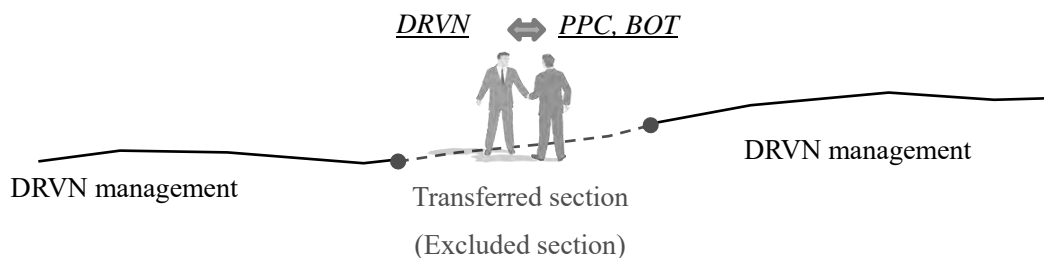 DRVN PPC, BOT
DRVN management
DRVN management
Transferred section
(Excluded section)